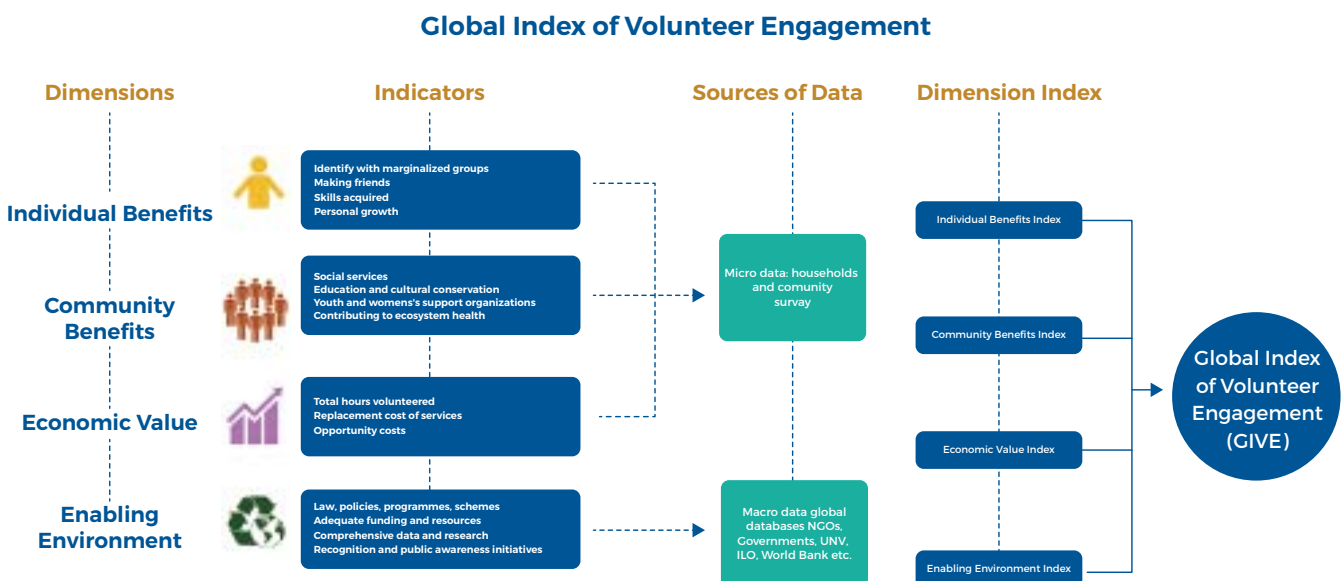 Global Index of Volunteer Engagement
Dimensions
Indicators
Sources of Data
Dimension Index
Individual Benefits
Identify with marginalized groups
Making friends
Skills acquired
Personal growth
Community
Benefits
Social services
Education and cultural conservation
Youth and womens's support organizations
Contributing to ecosystem health
Economic Value
Total hours volunteered
Replacement cost of services
Opportunity costs
Enabling
Environment
Law, policies, programmes, schemes
Adequate funding and resources
Comprehensive data and research
Recognition and public awareness initiatives
Micro data: households
and comunity
survay
Macro data global
databases NGOs,
Governments, UNV,
ILO, World Bank etc.
Individual Benefits Index
Community Benefits Index
Economic Value Index
Enabling Environment Index
Global Index
of Volunteer
Engagement
(GIVE)